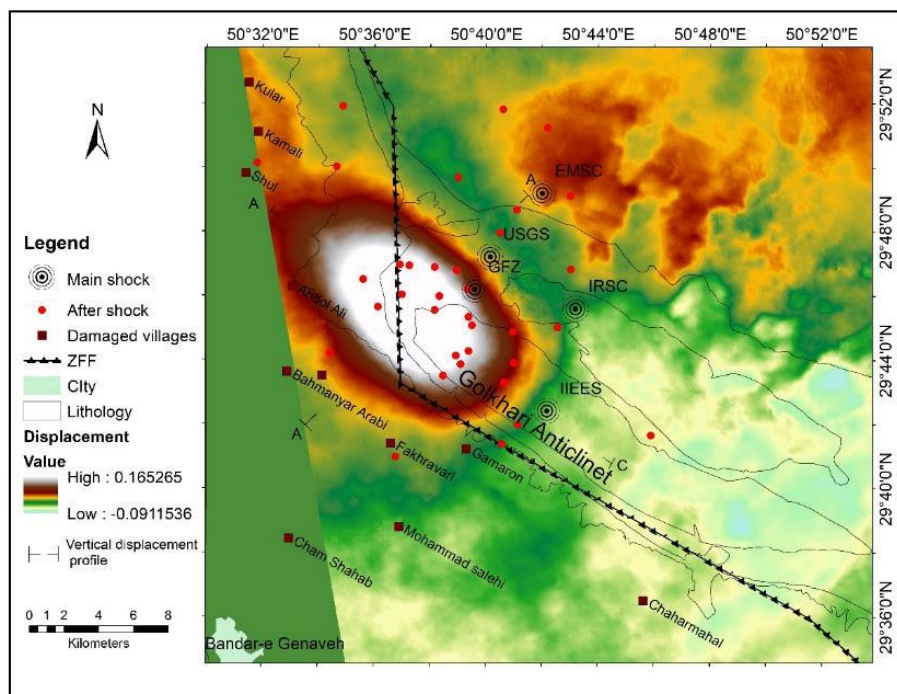 50°32'0"E 50°36'0"E 50°40'0"E 50°44'0"E 50°48'0"E 50°52'0"E
N
Kular
Kamali
Shul
A
A
EMSC
USGS
GFZ
IRSC
IIEES
Golkhari Anticlinet
C
A
Bahmanyar Arabi
Fakhravari
Gamaron
Mohammad salehi
Cham Shahab
Chaharmahal
Bandar-e Genaveh
29°52'0"N
29°48'0"N
29°44'0"N
29°40'0"N
29°36'0"N
Legend
Main shock
After shock
Damaged villages
ZFF
City
Lithology
Displacement
Value
High : 0.165265
Low : -0.0911536
Vertical displacement
profile
0 1 2 4 6 8
Kilometers